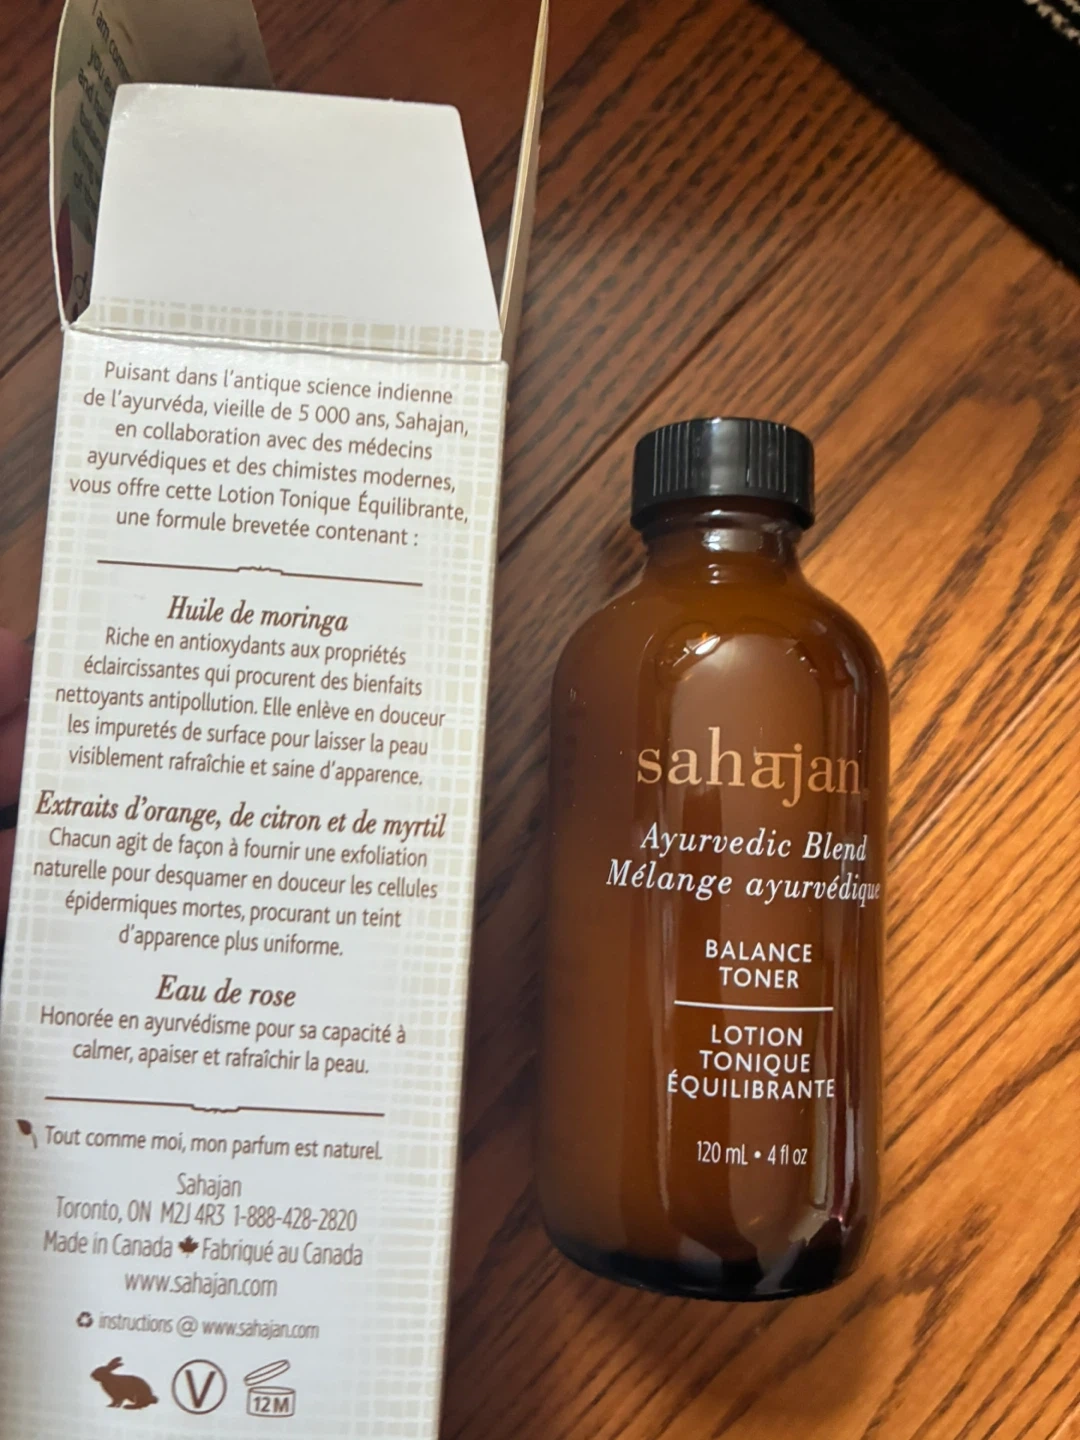 I am com
you
and
of
Puisant dans l'antique science indienne
de l'ayurvéda, vieille de 5 000 ans, Sahajan,
en collaboration avec des médecins
ayurvédiques et des chimistes modernes,
vous offre cette Lotion Tonique Équilibrante,
une formule brevetée contenant :
Huile de moringa
Riche en antioxydants aux propriétés
éclaircissantes qui procurent des bienfaits
nettoyants antipollution. Elle enlève en douceur
les impuretés de surface pour laisser la peau
visiblement rafraîchie et saine d'apparence.
Extraits d'orange, de citron et de myrtil
Chacun agit de façon à fournir une exfoliation
naturelle pour desquamer en douceur les cellules
épidermiques mortes, procurant un teint
d'apparence plus uniforme.
Eau de rose
Honorée en ayurvédisme pour sa capacité à
calmer, apaiser et rafraîchir la peau.
Tout comme moi, mon parfum est naturel.
Sahajan
Toronto, ON M2J 4R3 1-888-428-2820
Made in Canada Fabriqué au Canada
www.sahajan.com
instructions @ www.sahajan.com
V
12M
sahajan
Ayurvedic Blend
Mélange ayurvédique
BALANCE
TONER
LOTION
TONIQUE
ÉQUILIBRANTE
120 mL • 4 fl oz